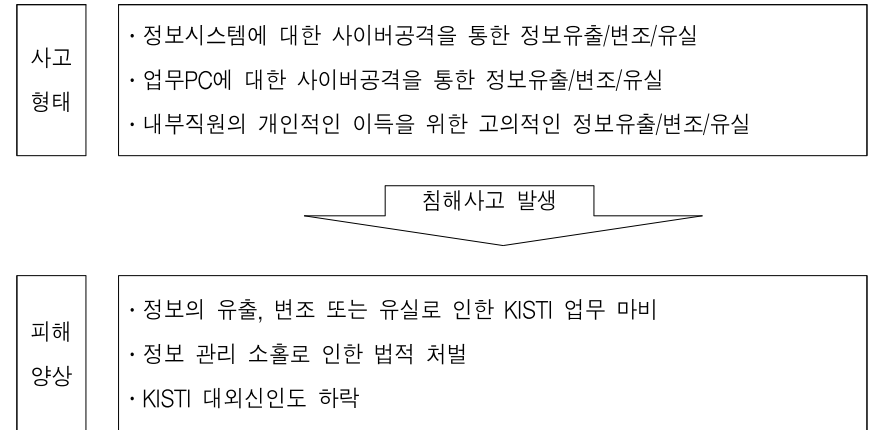 사고
형태
· 정보시스템에 대한 사이버공격을 통한 정보유출/변조/유실
· 업무PC에 대한 사이버공격을 통한 정보유출/변조/유실
· 내부직원의 개인적인 이득을 위한 고의적인 정보유출/변조/유실
침해사고 발생
피해
양상
· 정보의 유출, 변조 또는 유실로 인한 KISTI 업무 마비
· 정보 관리 소홀로 인한 법적 처벌
· KISTI 대외신인도 하락